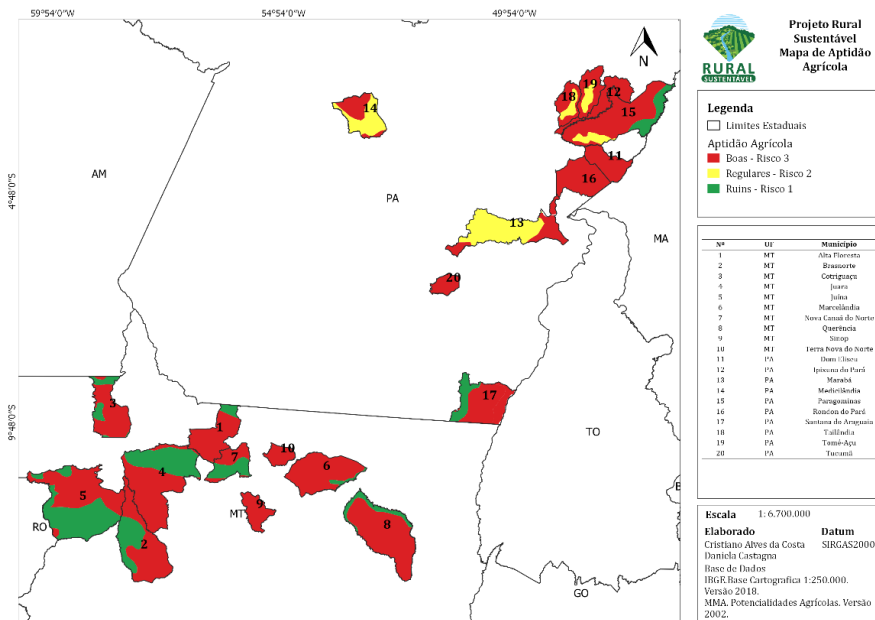 59°54'0"W
54°54'0"W
49°54'0"W
4°48'0"S
9°48'0"S
N
AM
PA
MA
TO
MT
RO
GO
14
18
19
12
15
11
16
13
20
17
3
1
10
7
6
4
5
9
8
2
RURAL
SUSTENTÁVEL
Projeto Rural
Sustentável
Mapa de Aptidão
Agrícola
Legenda
Limites Estaduais
Aptidão Agrícola
Boas - Risco 3
Regulares - Risco 2
Ruins - Risco 1
Nº UF Município
1 MT Alta Floresta
2 MT Brasnorte
3 MT Cotriguaçu
4 MT Juara
5 MT Juína
6 MT Marcelândia
7 MT Nova Canaã do Norte
8 MT Querência
9 MT Sinop
10 MT Terra Nova do Norte
11 PA Dom Eliseu
12 PA Ipixuna do Pará
13 PA Marabá
14 PA Medicilândia
15 PA Paragominas
16 PA Rondon do Pará
17 PA Santana do Araguaia
18 PA Tailândia
19 PA Tomé-Açu
20 PA Tucumã
Escala 1:6.700.000
Elaborado Datum
Cristiano Alves da Costa SIRGAS2000
Daniela Castagna
Base de Dados
IBGE.Base Cartografica 1:250.000.
Versão 2018.
MMA. Potencialidades Agrícolas. Versão
2002.